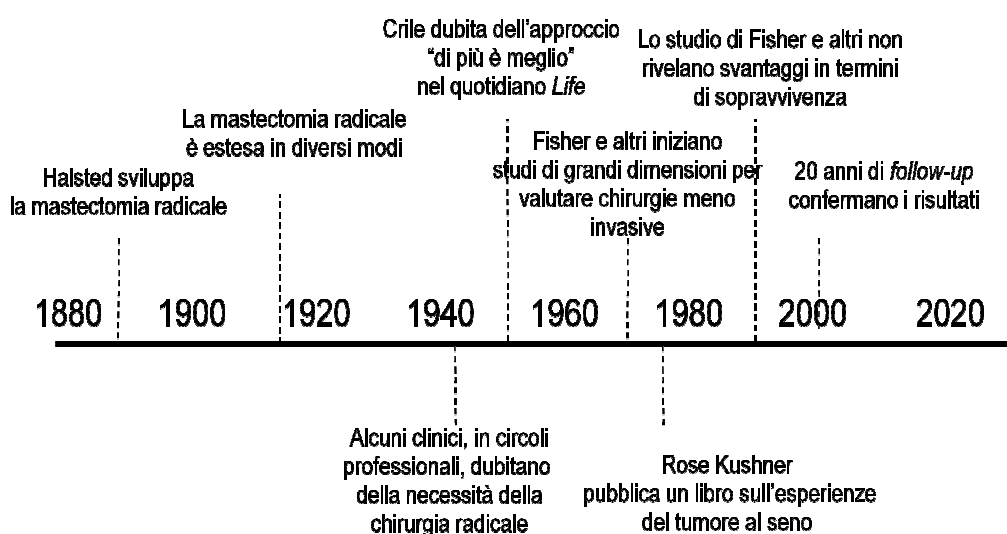 Crile dubita dell'approccio
“di più è meglio”
nel quotidiano Life
Lo studio di Fisher e altri non
rivelano svantaggi in termini
di sopravvivenza
La mastectomia radicale
è estesa in diversi modi
Fisher e altri iniziano
studi di grandi dimensioni per
valutare chirurgie meno
invasive
Halsted sviluppa
la mastectomia radicale
20 anni di follow-up
confermano i risultati
1880 1900 1920 1940 1960 1980 2000 2020
Alcuni clinici, in circoli
professionali, dubitano
della necessità della
chirurgia radicale
Rose Kushner
pubblica un libro sull'esperienze
del tumore al seno